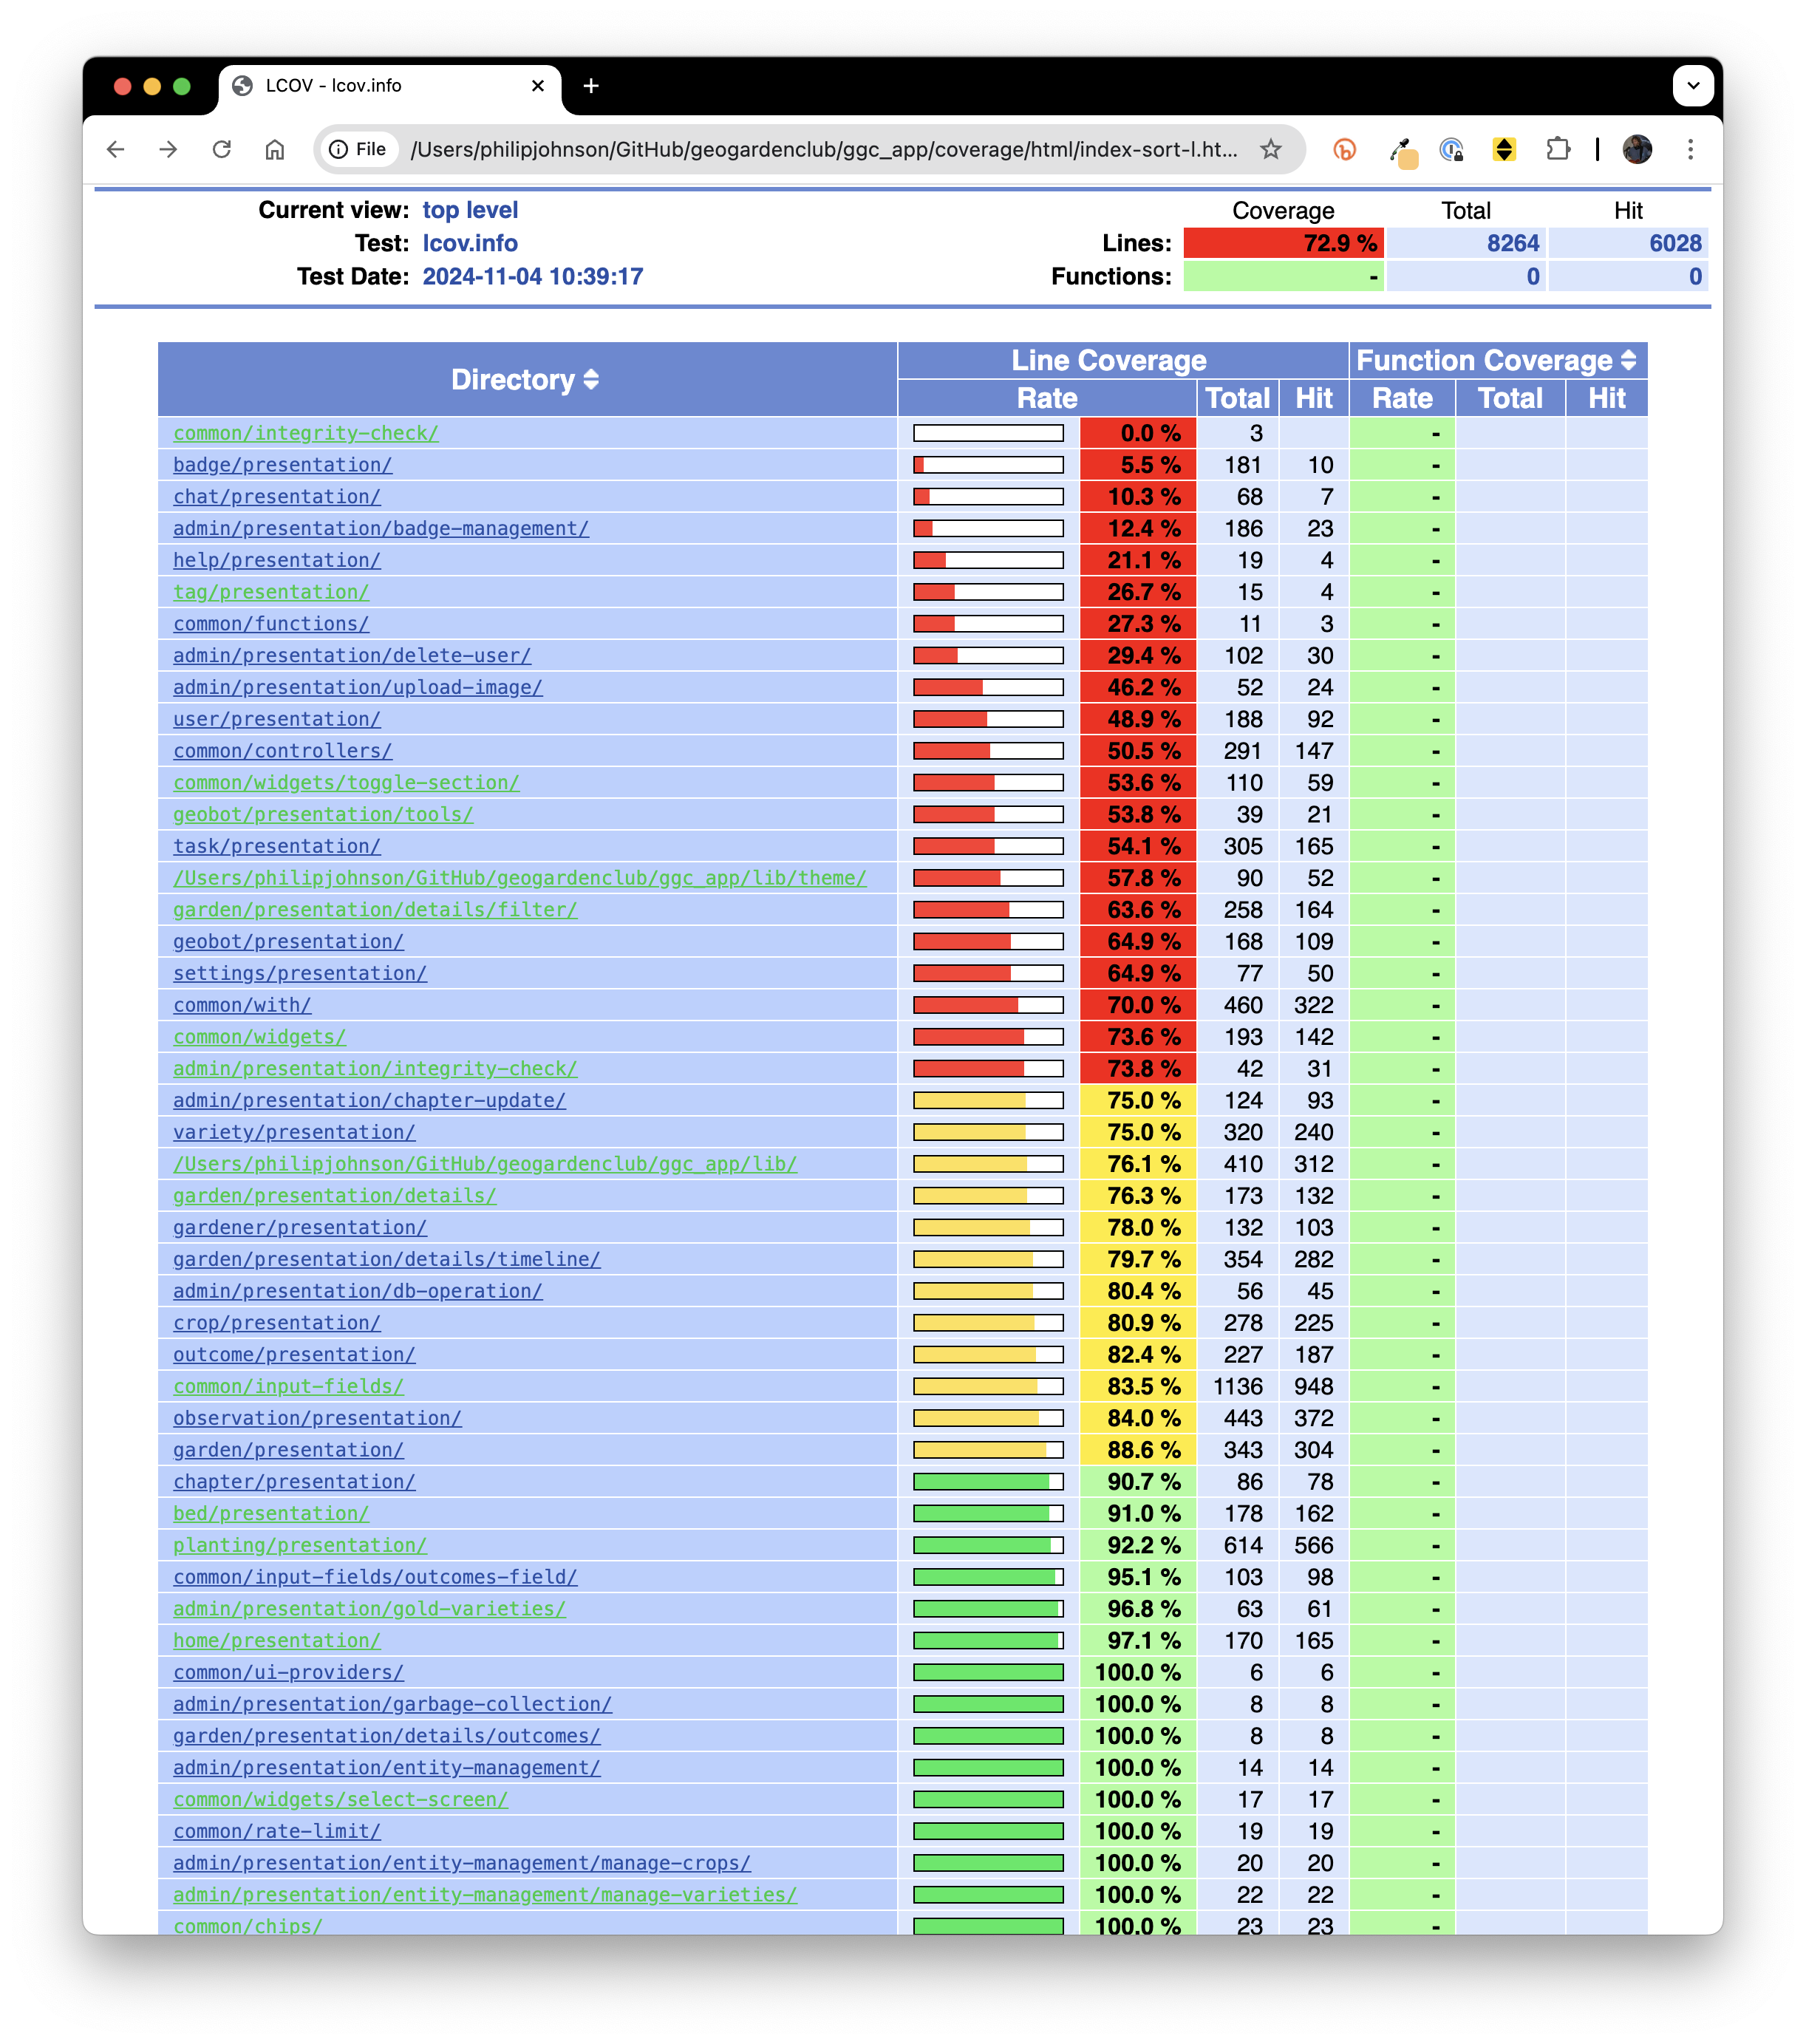 LCOV - lcov.info
File /Users/philipjohnson/GitHub/geogardenclub/ggc_app/coverage/html/index-sort-l.ht...
Current view: top level
Coverage Total Hit
Test: lcov.info
Lines: 72.9 % 8264 6028
Test Date: 2024-11-04 10:39:17
Functions: - 0 0
Directory Line Coverage Function Coverage
Rate Total Hit Rate Total Hit
common/integrity-check/ 0.0 % 3 -
badge/presentation/ 5.5 % 181 10 -
chat/presentation/ 10.3 % 68 7 -
admin/presentation/badge-management/ 12.4 % 186 23 -
help/presentation/ 21.1 % 19 4 -
tag/presentation/ 26.7 % 15 4 -
common/functions/ 27.3 % 11 3 -
admin/presentation/delete-user/ 29.4 % 102 30 -
admin/presentation/upload-image/ 46.2 % 52 24 -
user/presentation/ 48.9 % 188 92 -
common/controllers/ 50.5 % 291 147 -
common/widgets/toggle-section/ 53.6 % 110 59 -
geobot/presentation/tools/ 53.8 % 39 21 -
task/presentation/ 54.1 % 305 165 -
/Users/philipjohnson/GitHub/geogardenclub/ggc_app/lib/theme/ 57.8 % 90 52 -
garden/presentation/details/filter/ 63.6 % 258 164 -
geobot/presentation/ 64.9 % 168 109 -
settings/presentation/ 64.9 % 77 50 -
common/with/ 70.0 % 460 322 -
common/widgets/ 73.6 % 193 142 -
admin/presentation/integrity-check/ 73.8 % 42 31 -
admin/presentation/chapter-update/ 75.0 % 124 93 -
variety/presentation/ 75.0 % 320 240 -
/Users/philipjohnson/GitHub/geogardenclub/ggc_app/lib/ 76.1 % 410 312 -
garden/presentation/details/ 76.3 % 173 132 -
gardener/presentation/ 78.0 % 132 103 -
garden/presentation/details/timeline/ 79.7 % 354 282 -
admin/presentation/db-operation/ 80.4 % 56 45 -
crop/presentation/ 80.9 % 278 225 -
outcome/presentation/ 82.4 % 227 187 -
common/input-fields/ 83.5 % 1136 948 -
observation/presentation/ 84.0 % 443 372 -
garden/presentation/ 88.6 % 343 304 -
chapter/presentation/ 90.7 % 86 78 -
bed/presentation/ 91.0 % 178 162 -
planting/presentation/ 92.2 % 614 566 -
common/input-fields/outcomes-field/ 95.1 % 103 98 -
admin/presentation/gold-varieties/ 96.8 % 63 61 -
home/presentation/ 97.1 % 170 165 -
common/ui-providers/ 100.0 % 6 6 -
admin/presentation/garbage-collection/ 100.0 % 8 8 -
garden/presentation/details/outcomes/ 100.0 % 8 8 -
admin/presentation/entity-management/ 100.0 % 14 14 -
common/widgets/select-screen/ 100.0 % 17 17 -
common/rate-limit/ 100.0 % 19 19 -
admin/presentation/entity-management/manage-crops/ 100.0 % 20 20 -
admin/presentation/entity-management/manage-varieties/ 100.0 % 22 22 -
common/chips/ 100.0 % 23 23 -